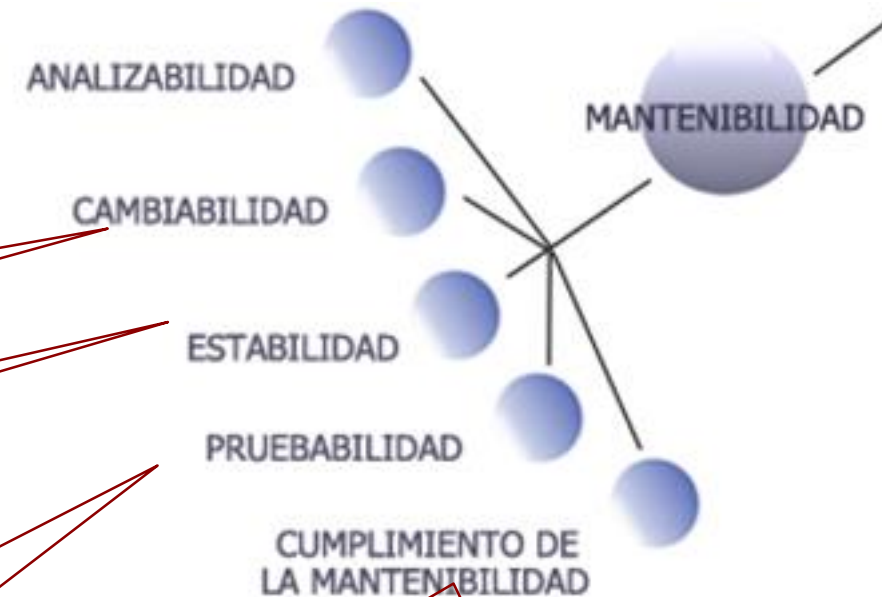 ANALIZABILIDAD
MANTENIBILIDAD
CAMBIABILIDAD
ESTABILIDAD
PRUEBABILIDAD
CUMPLIMIENTO DE
LA MANTENIBILIDAD